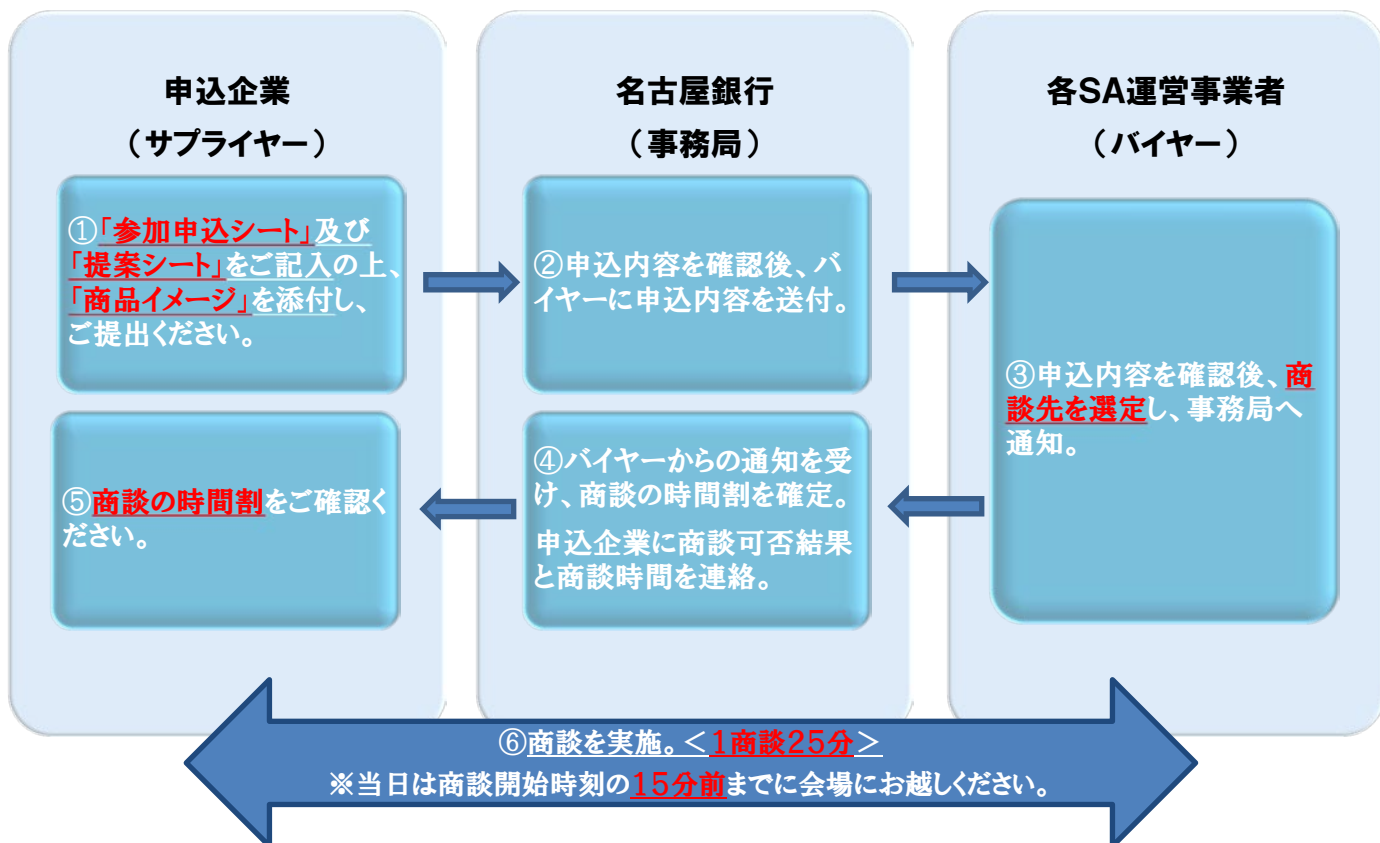 申込企業
（サプライヤー）
①「参加申込シート」及び
「提案シート」をご記入の上、
「商品イメージ」を添付し、
ご提出ください。
⑤商談の時間割をご確認く
ださい。
名古屋銀行
（事務局）
②申込内容を確認後、バ
イヤーに申込内容を送付。
④バイヤーからの通知を受
け、商談の時間割を確定。
申込企業に商談可否結果
と商談時間を連絡。
各SA運営事業者
（バイヤー）
③申込内容を確認後、商
談先を選定し、事務局へ
通知。
⑥商談を実施。＜1商談25分＞
※当日は商談開始時刻の15分前までに会場にお越しください。